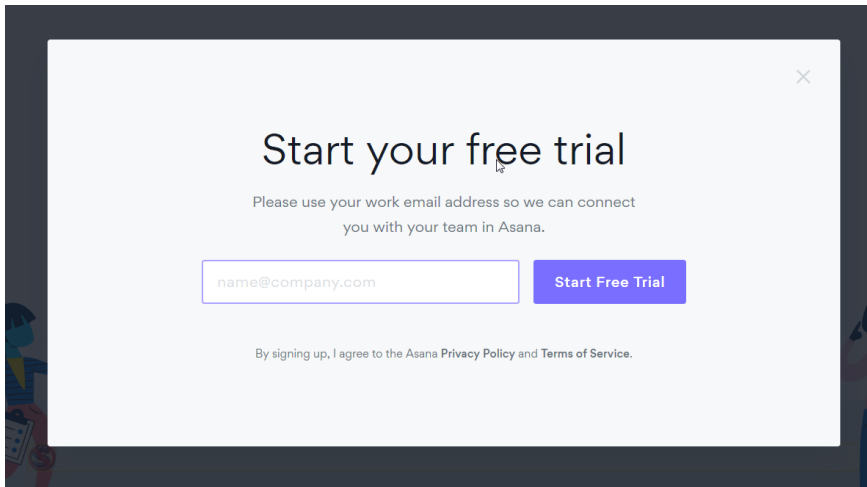 Start your free trial
Please use your work email address so we can connect
you with your team in Asana.
name@company.com
Start Free Trial
By signing up, I agree to the Asana Privacy Policy and Terms of Service.